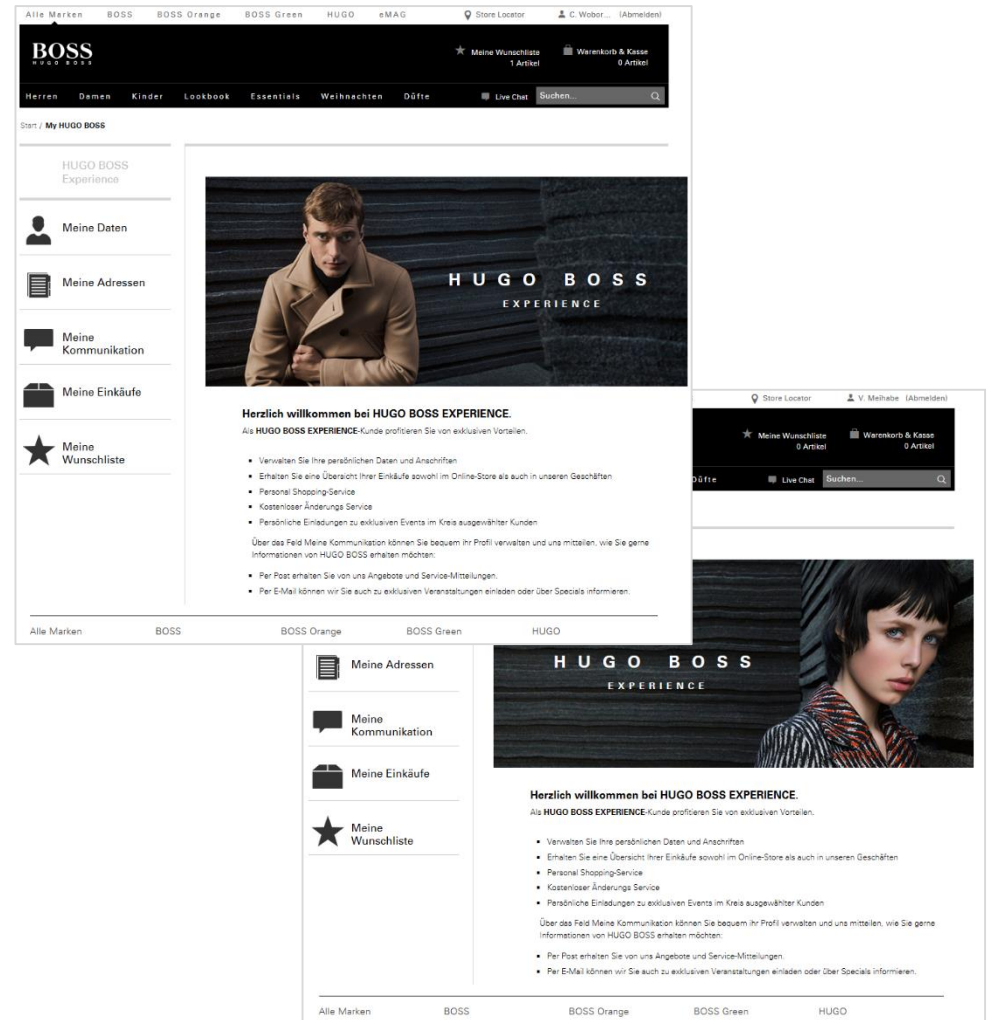 Alle Marken BOSS BOSS Orange BOSS Green HUGO eMAG Store Locator C. Wobor... (Abmelden)
BOSS
HUGO BOSS
Meine Wunschliste Warenkorb & Kasse
1 Artikel 0 Artikel
Herren Damen Kinder Lookbook Essentials Weihnachten Düfte Live Chat Suchen...
Start / My HUGO BOSS
HUGO BOSS
Experience
Meine Daten
Meine Adressen
Meine
Kommunikation
Meine Einkäufe
Meine
Wunschliste
HUGO BOSS
EXPERIENCE
Herzlich willkommen bei HUGO BOSS EXPERIENCE.
Als HUGO BOSS EXPERIENCE-Kunde profitieren Sie von exklusiven Vorteilen.
▪ Verwalten Sie Ihre persönlichen Daten und Anschriften
▪ Erhalten Sie eine Übersicht Ihrer Einkäufe sowohl im Online-Store als auch in unseren Geschäften
▪ Personal Shopping-Service
▪ Kostenloser Änderungs Service
▪ Persönliche Einladungen zu exklusiven Events im Kreis ausgewählter Kunden
Über das Feld Meine Kommunikation können Sie bequem ihr Profil verwalten und uns mitteilen, wie Sie gerne
Informationen von HUGO BOSS erhalten möchten:
▪ Per Post erhalten Sie von uns Angebote und Service-Mitteilungen.
▪ Per E-Mail können wir Sie auch zu exklusiven Veranstaltungen einladen oder über Specials informieren.
Alle Marken BOSS BOSS Orange BOSS Green HUGO
Store Locator V. Meihabe (Abmelden)
Meine Wunschliste Warenkorb & Kasse
0 Artikel 0 Artikel
Düfte Live Chat Suchen...
Meine Adressen
Meine
Kommunikation
Meine Einkäufe
Meine
Wunschliste
HUGO BOSS
EXPERIENCE
Herzlich willkommen bei HUGO BOSS EXPERIENCE.
Als HUGO BOSS EXPERIENCE-Kunde profitieren Sie von exklusiven Vorteilen.
▪ Verwalten Sie Ihre persönlichen Daten und Anschriften
▪ Erhalten Sie eine Übersicht Ihrer Einkäufe sowohl im Online-Store als auch in unseren Geschäften
▪ Personal Shopping-Service
▪ Kostenloser Änderungs Service
▪ Persönliche Einladungen zu exklusiven Events im Kreis ausgewählter Kunden
Über das Feld Meine Kommunikation können Sie bequem ihr Profil verwalten und uns mitteilen, wie Sie gerne
Informationen von HUGO BOSS erhalten möchten:
▪ Per Post erhalten Sie von uns Angebote und Service-Mitteilungen.
▪ Per E-Mail können wir Sie auch zu exklusiven Veranstaltungen einladen oder über Specials informieren.
Alle Marken BOSS BOSS Orange BOSS Green HUGO